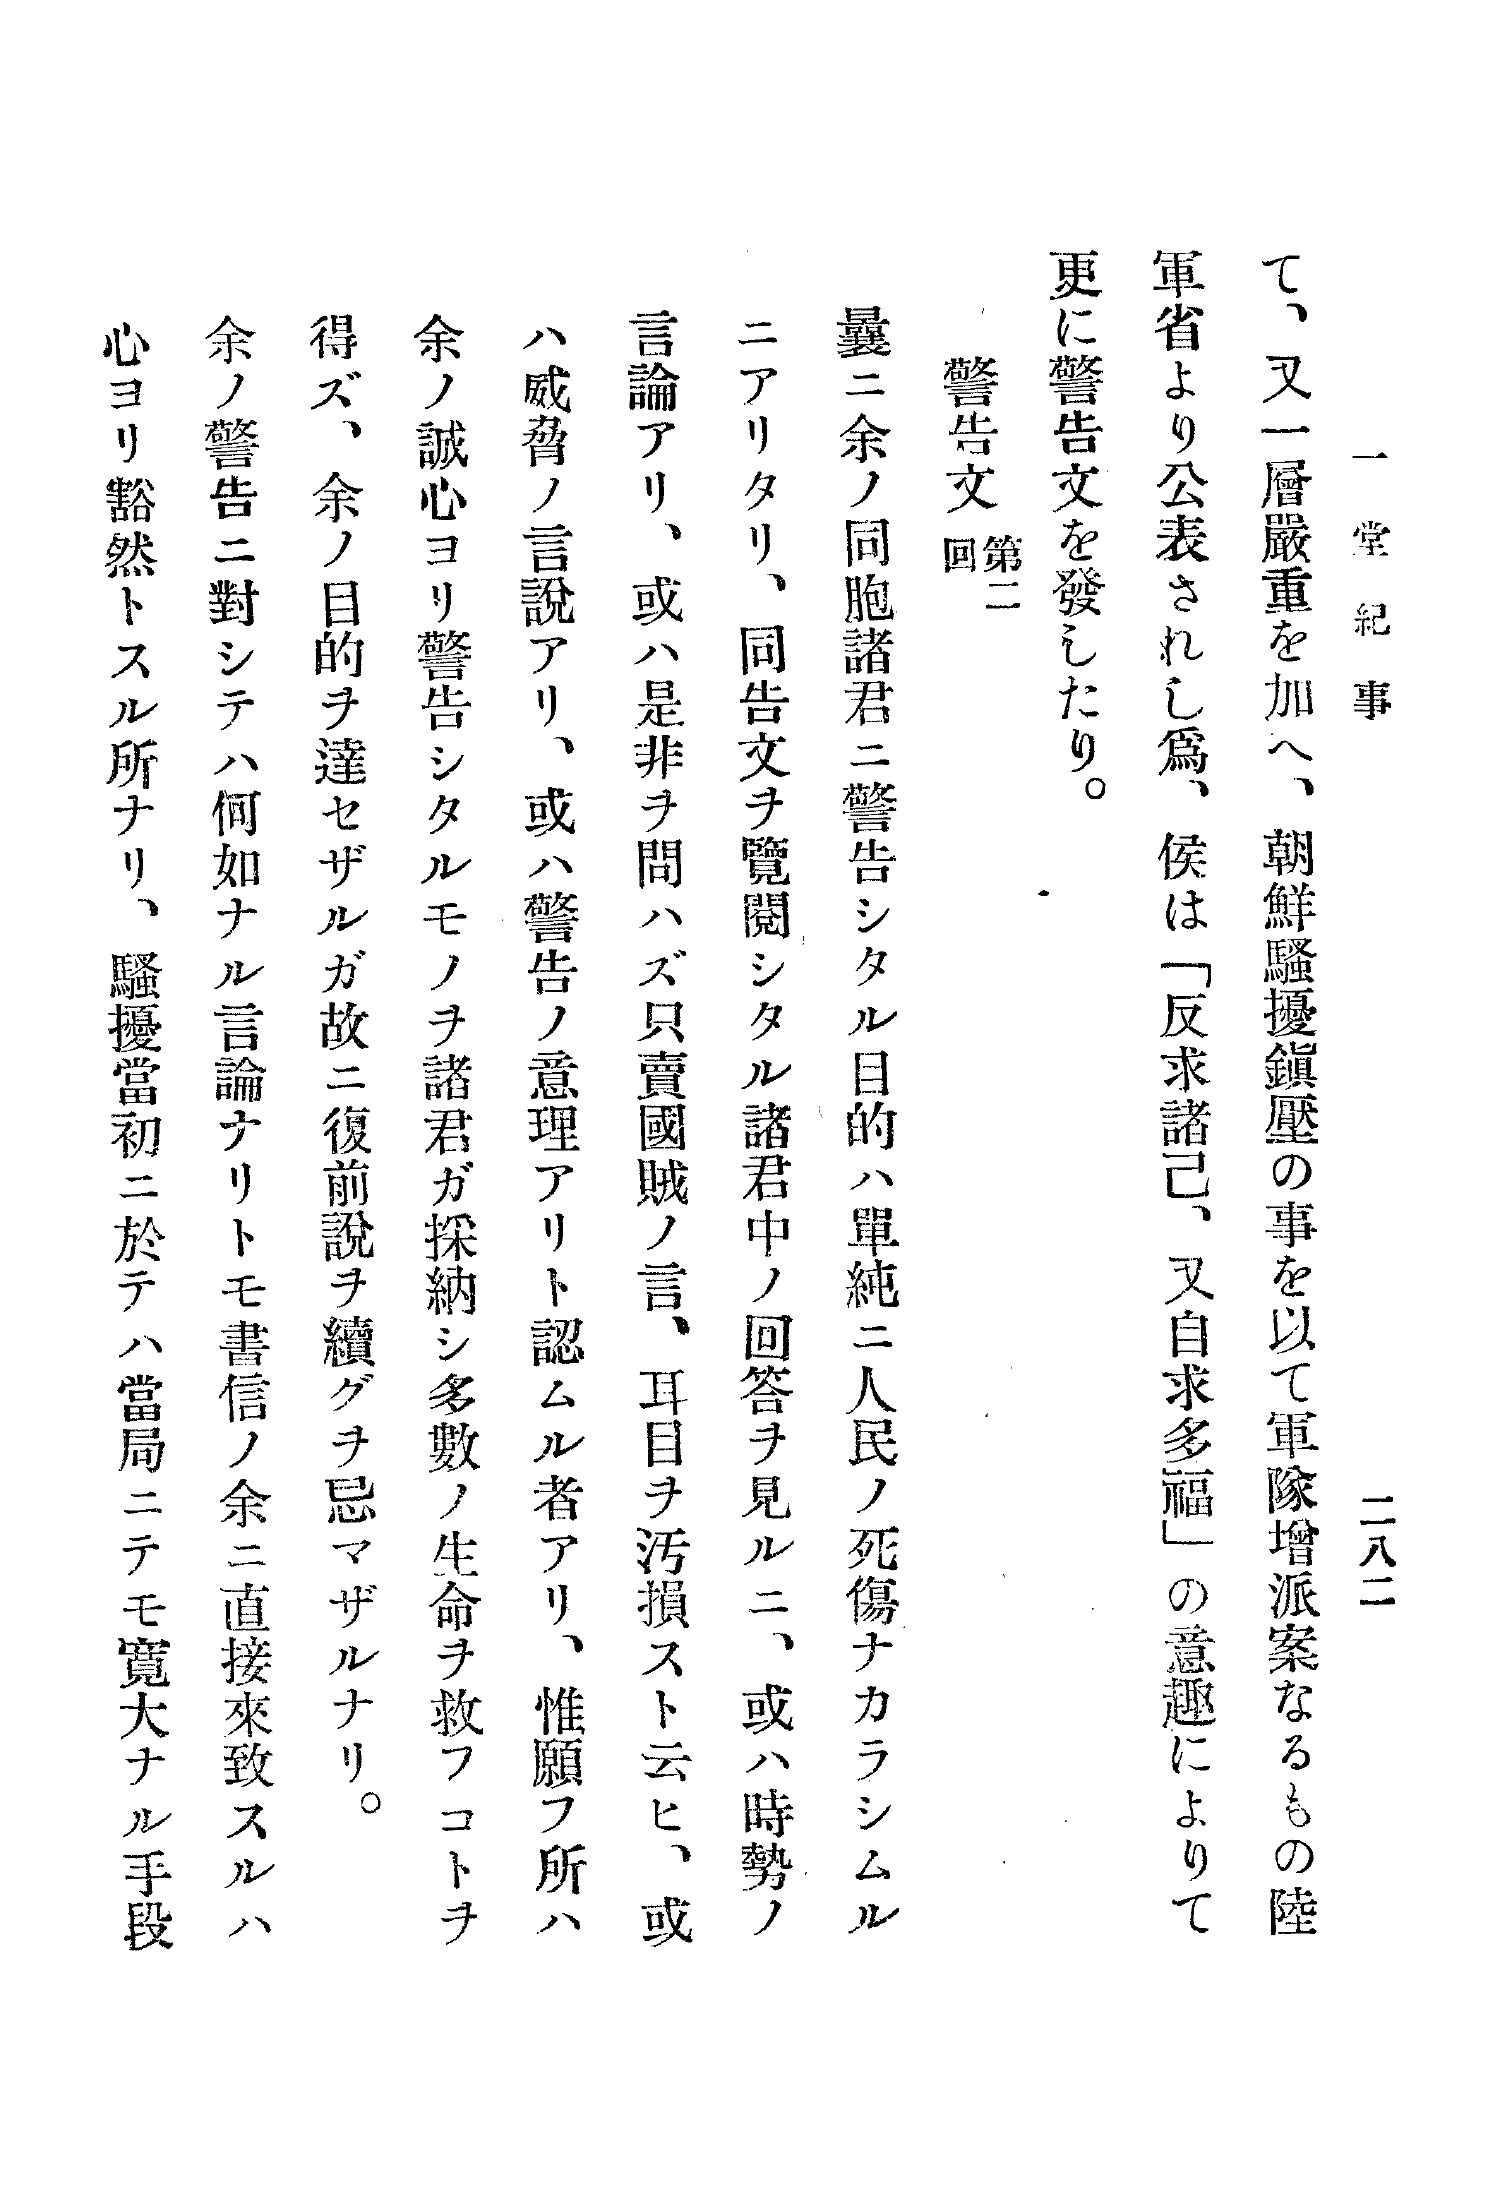 一堂紀事
二八二
て、又一層嚴重を加へ、朝鮮騷擾鎭壓の事を以て軍隊增派案なるもの陸
軍省より公表されし爲、侯は「反求諸己、又自求多福」の意趣によりて
更に警告文を發したり。
警告文 第二回
曩ニ余ノ同胞諸君ニ警告シタル目的ハ單純ニ人民ノ死傷ナカラシムル
ニアリタリ、同告文ヲ覽閱シタル諸君中ノ回答ヲ見ルニ、或ハ時勢ノ
言論アリ、或ハ是非ヲ問ハズ只賣國賊ノ言、耳目ヲ汚損スト云ヒ、或
ハ威脅ノ言說アリ、或ハ警告ノ意理アリト認ムル者アリ、惟願フ所ハ
余ノ誠心ヨリ警告シタルモノヲ諸君ガ採納シ多數ノ生命ヲ救フコトヲ
得ズ、余ノ目的ヲ達セザルガ故ニ復前說ヲ續グヲ忌マザルナリ。
余ノ警告ニ對シテハ何如ナル言論ナリトモ書信ノ余ニ直接來致スルハ
心ヨリ豁然トスル所ナリ、騷擾當初ニ於テハ當局ニテモ寬大ナル手段